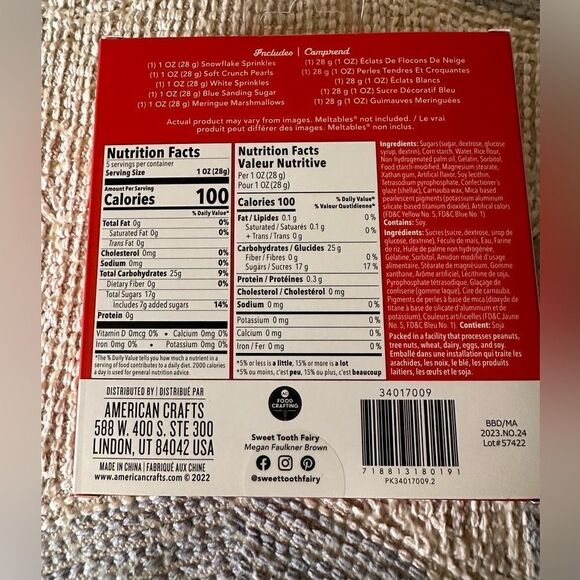 Includes | Comprend
(1) 1 OZ (28 g) Snowflake Sprinkles
(1) 1 OZ (28 g) Soft Crunch Pearls
(1) 1 OZ (28 g) White Sprinkles
(1) 1 OZ (28 g) Blue Sanding Sugar
(1) 1 OZ (28 g) Meringue Marshmallows
(1) 28 g (1 OZ) Éclats De Flocons De Neige
(1) 28 g (1 OZ) Perles Tendres Et Croquantes
(1) 28 g (1 OZ) Éclats Blancs
(1) 28 g (1 OZ) Sucre Décoratif Bleu
(1) 28 g (1 OZ) Guimauves Meringuées
Actual product may vary from images. Meltables® not included. / Le vrai
produit peut différer des images. Meltables® non inclus.
Nutrition Facts
5 servings per container
Serving Size 1 OZ (28g)
Amount Per Serving
Calories 100
% Daily Value*
Total Fat 0g 0%
Saturated Fat 0g 0%
Trans Fat 0g
Cholesterol 0mg 0%
Sodium 0mg 0%
Total Carbohydrates 25g 9%
Dietary Fiber 0g 0%
Total Sugars 17g
Includes 7g added sugars 14%
Protein 0g
Vitamin D 0mcg 0% • Calcium 0mg 0%
Iron 0mg 0% • Potassium 0mg 0%
*The % Daily Value tells you how much a nutrient in a
serving of food contributes to a daily diet. 2000 calories
a day is used for general nutrition advice.
Nutrition Facts
Valeur Nutritive
Per 1 OZ (28 g)
Pour 1 OZ (28 g)
Calories 100
% Daily Value*
% Valeur Quotidienne*
Fat / Lipides 0.1 g 0 %
Saturated / Saturés 0.1 g
+ Trans / Trans 0 g 0 %
Carbohydrates / Glucides 25 g
Fiber / Fibres 0 g 0 %
Sugars / Sucres 17 g 17 %
Protein / Protéines 0.3 g
Cholesterol / Cholestérol 0 mg
Sodium 0 mg 0 %
Potassium 0 mg 0 %
Calcium 0 mg 0 %
Iron / Fer 0 mg 0 %
*5% or less is a little, 15% or more is a lot
*5% ou moins, c'est peu, 15% ou plus, c'est beaucoup
Ingredients: Sugars (sugar, dextrose, glucose
syrup, dextrin), Corn starch, Water, Rice flour,
Non hydrogenated palm oil, Gelatin, Sorbitol,
Food starch-modified, Magnesium stearate,
Xathan gum, Artificial flavor, Soy lecithin,
Tetrapotassium pyrophosphate, Confectioner's
glaze (shellac), Carnauba wax, Mica based
pearlescent pigments (potassium aluminum
silicate-based titanium dioxide), Artificial colors
(FD&C Yellow No. 5, FD&C Blue No. 1).
Contains: Soy.
Ingrédients: Sucres (sucre, dextrose, sirop de
glucose, dextrine), Fécule de maïs, Eau, Farine de
riz, Huile de palme non hydrogénée,
Gélatine, Sorbitol, Amidon de maïs modifié
alimentaire, Stéarate de magnésium, Gomme
xanthane, Arôme artificiel, Lécithine de soja,
Pyrophosphate tétrapotassique, Glaçage
de confiserie (gomme laque), Cire de carnauba,
Pigments de perles à base de mica (dioxide de
titane à base de silicate d'aluminium et de
potassium), Couleurs artificielles (FD&C Jaune
No. 5, FD&C Bleu No. 1). Contient: Soja.
Packed in a facility that processes peanuts,
tree nuts, wheat, dairy, eggs, and soy.
Emballé dans une installation qui traite les
arachides, les noix, le blé, les produits
laitiers, les œufs et le soja.
DISTRIBUTED BY | DISTRIBUÉ PAR
AMERICAN CRAFTS
588 W. 400 S. STE 300
LINDON, UT 84042 USA
MADE IN CHINA | FABRIQUÉ AUX CHINE
www.americancrafts.com © 2022
AC
FOOD
CRAFTING
Sweet Tooth Fairy
Megan Faulkner Brown
@sweettoothfairy
34017009
7 18813 18019 1
PK34017009.2
BBD/MA
2023.NO.24
Lot#57422